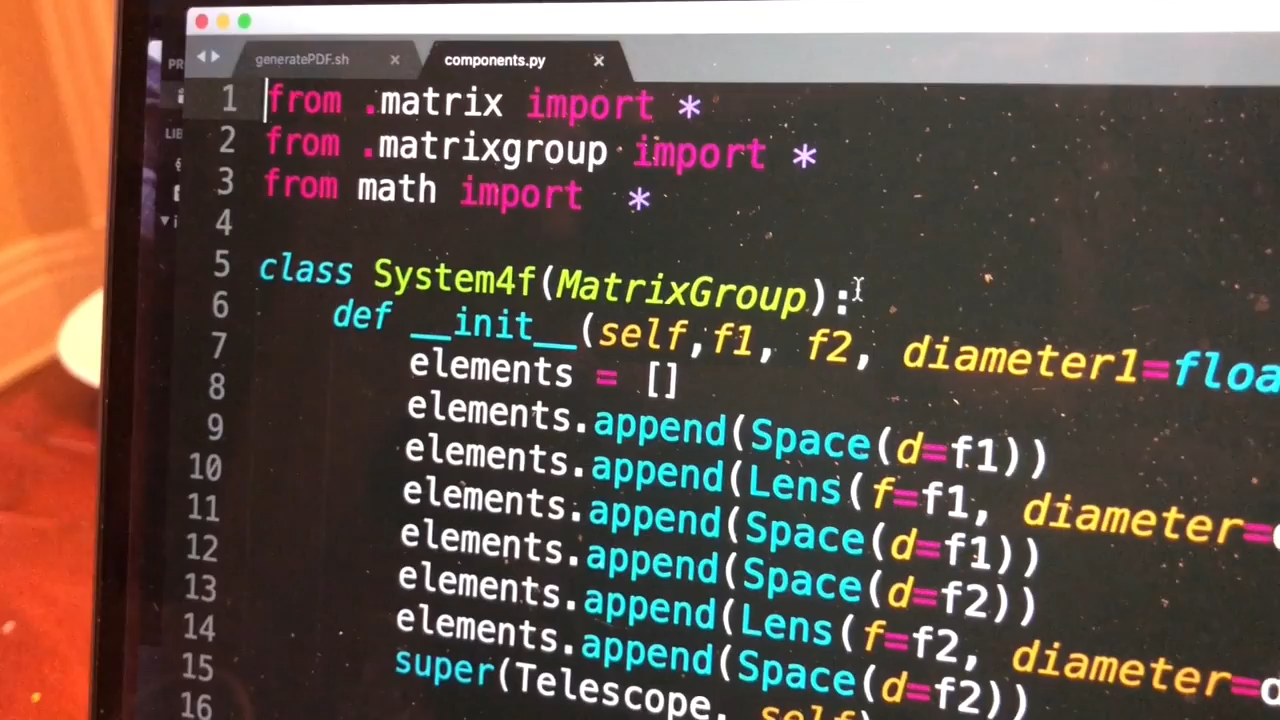 generatePDF.sh × components.py ×
PR
LIB
1 from .matrix import *
2 from .matrixgroup import *
3 from math import *
4
5 class System4f(MatrixGroup):
6 def __init__(self,f1, f2, diameter1=floa
7 elements = []
8 elements.append(Space(d=f1))
9 elements.append(Lens(f=f1, diameter=
10 elements.append(Space(d=f1))
11 elements.append(Space(d=f2))
12 elements.append(Lens(f=f2, diameter=
13 elements.append(Space(d=f2))
14 super(Telescope, self)
15
16